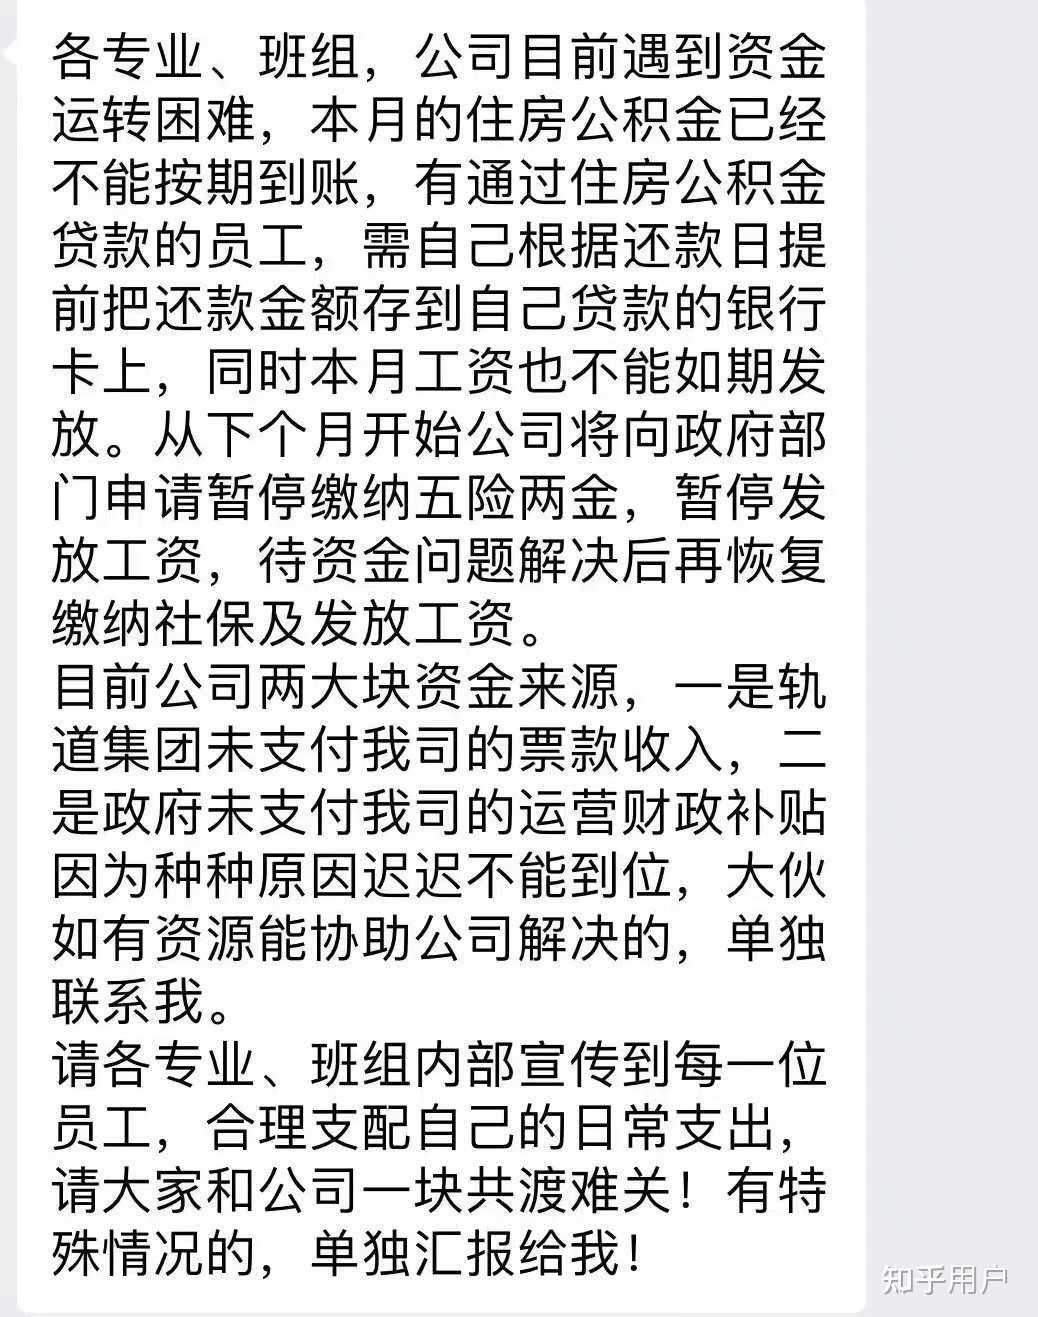 各专业、班组，公司目前遇到资金
运转困难，本月的住房公积金已经
不能按期到账，有通过住房公积金
贷款的员工，需自己根据还款日提
前把还款金额存到自己贷款的银行
卡上，同时本月工资也不能如期发
放。从下个月开始公司将向政府部
门申请暂停缴纳五险两金，暂停发
放工资，待资金问题解决后再恢复
缴纳社保及发放工资。
目前公司两大块资金来源，一是轨
道集团未支付我司的票款收入，二
是政府未支付我司的运营财政补贴
因为种种原因迟迟不能到位，大伙
如有资源能协助公司解决的，单独
联系我。
请各专业、班组内部宣传到每一位
员工，合理支配自己的日常支出，
请大家和公司一块共渡难关！有特
殊情况的，单独汇报给我！
知乎用户